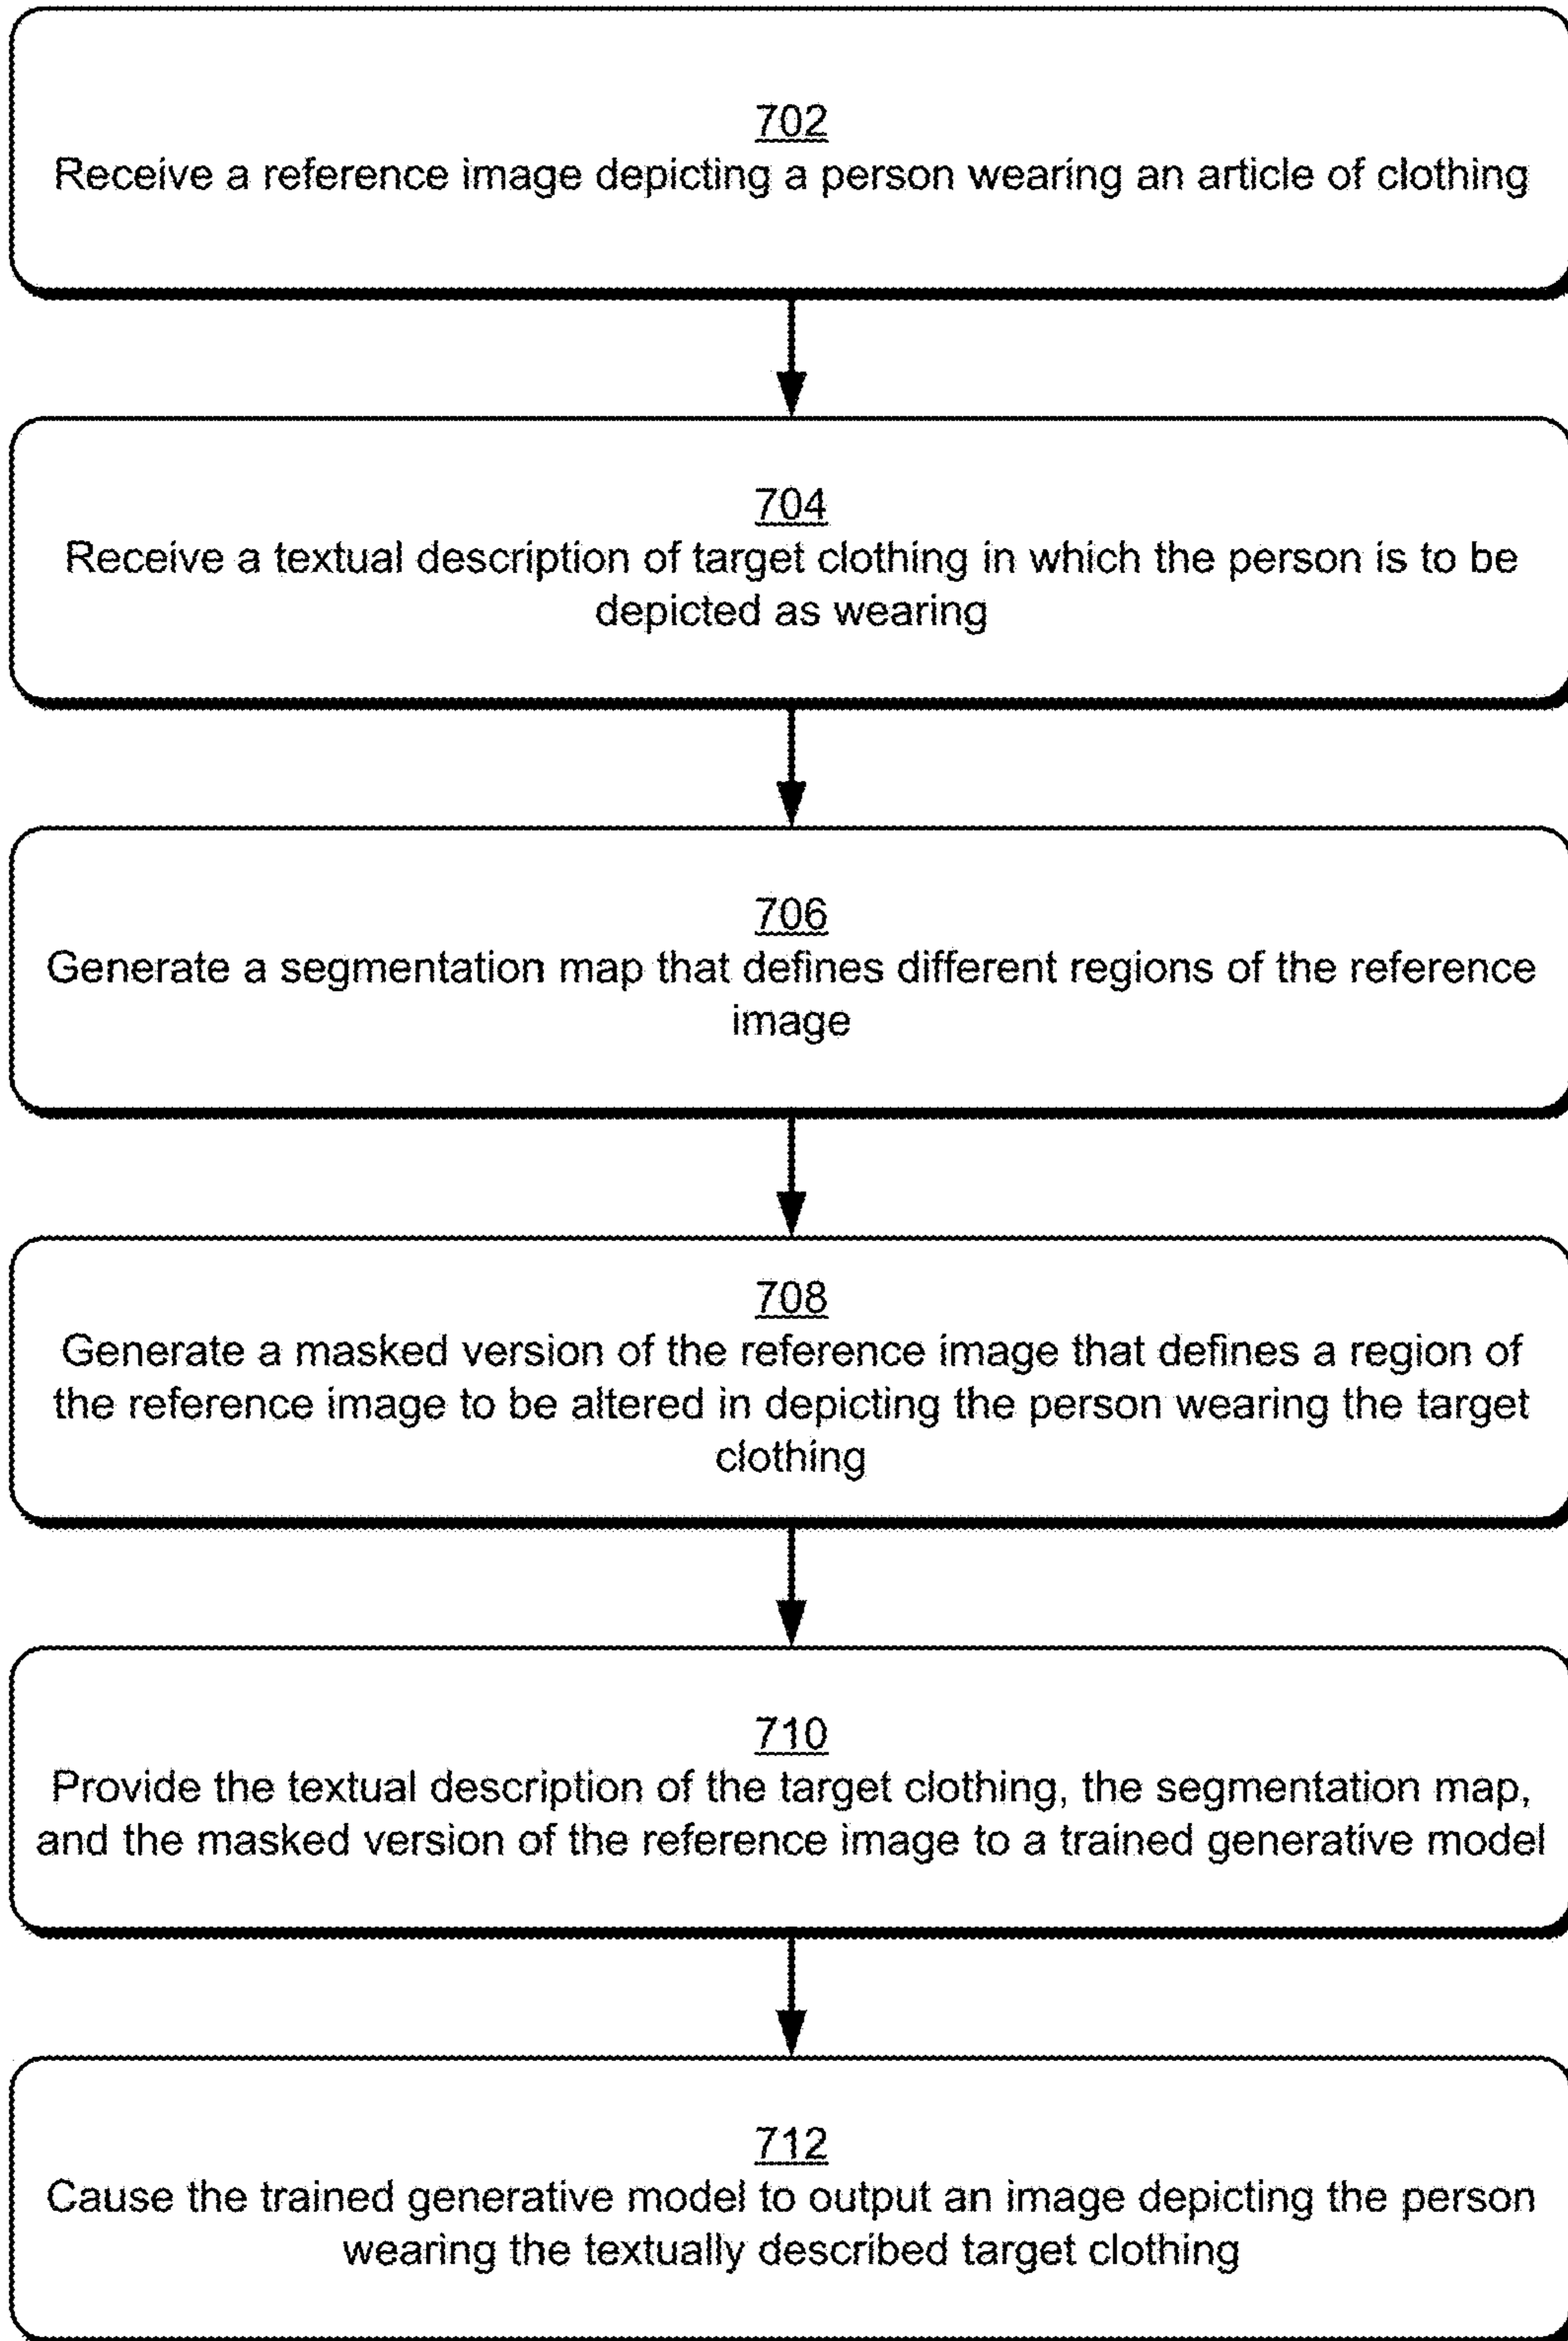 702
Receive a reference image depicting a person wearing an article of clothing
704
Receive a textual description of target clothing in which the person is to be
depicted as wearing
706
Generate a segmentation map that defines different regions of the reference
image
708
Generate a masked version of the reference image that defines a region of
the reference image to be altered in depicting the person wearing the target
clothing
710
Provide the textual description of the target clothing, the segmentation map,
and the masked version of the reference image to a trained generative model
712
Cause the trained generative model to output an image depicting the person
wearing the textually described target clothing